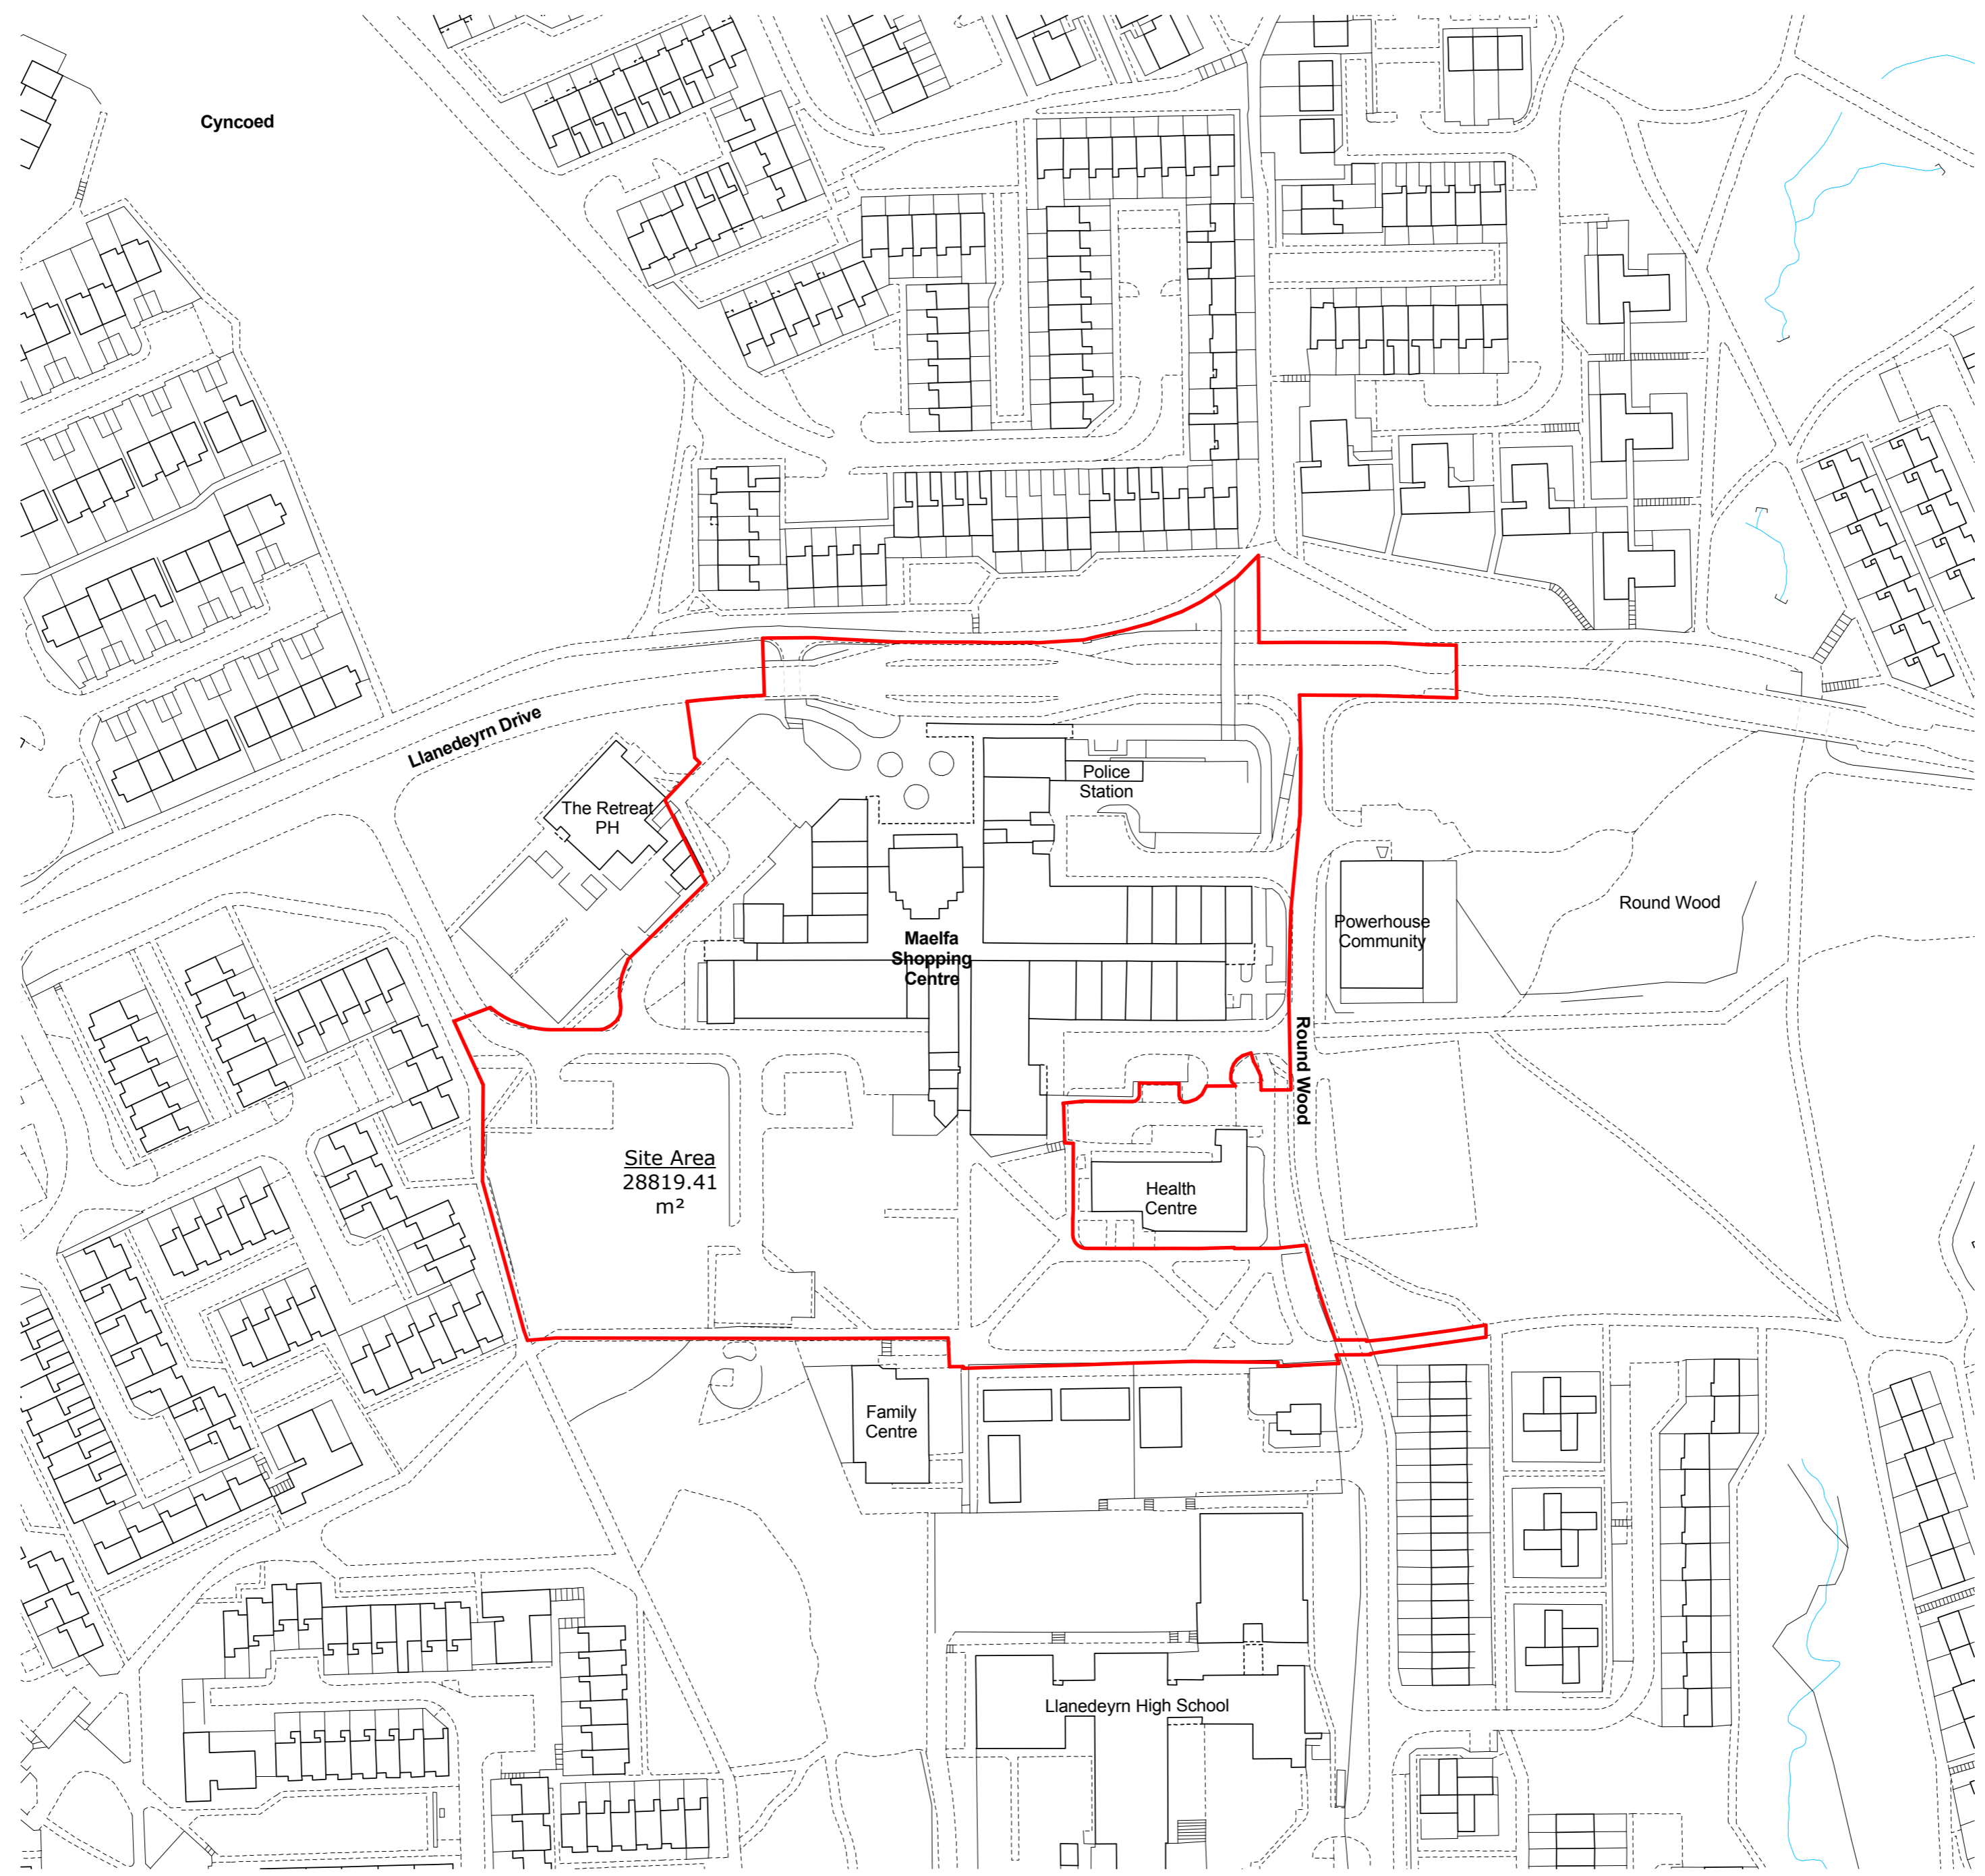 Cyncoed
Llanedeyrn Drive
The Retreat
PH
Police
Station
Round Wood
Powerhouse
Community
Maelfa
Shopping
Centre
Round Wood
Site Area
28819.41
m²
Health
Centre
Family
Centre
Llanedeyrn High School